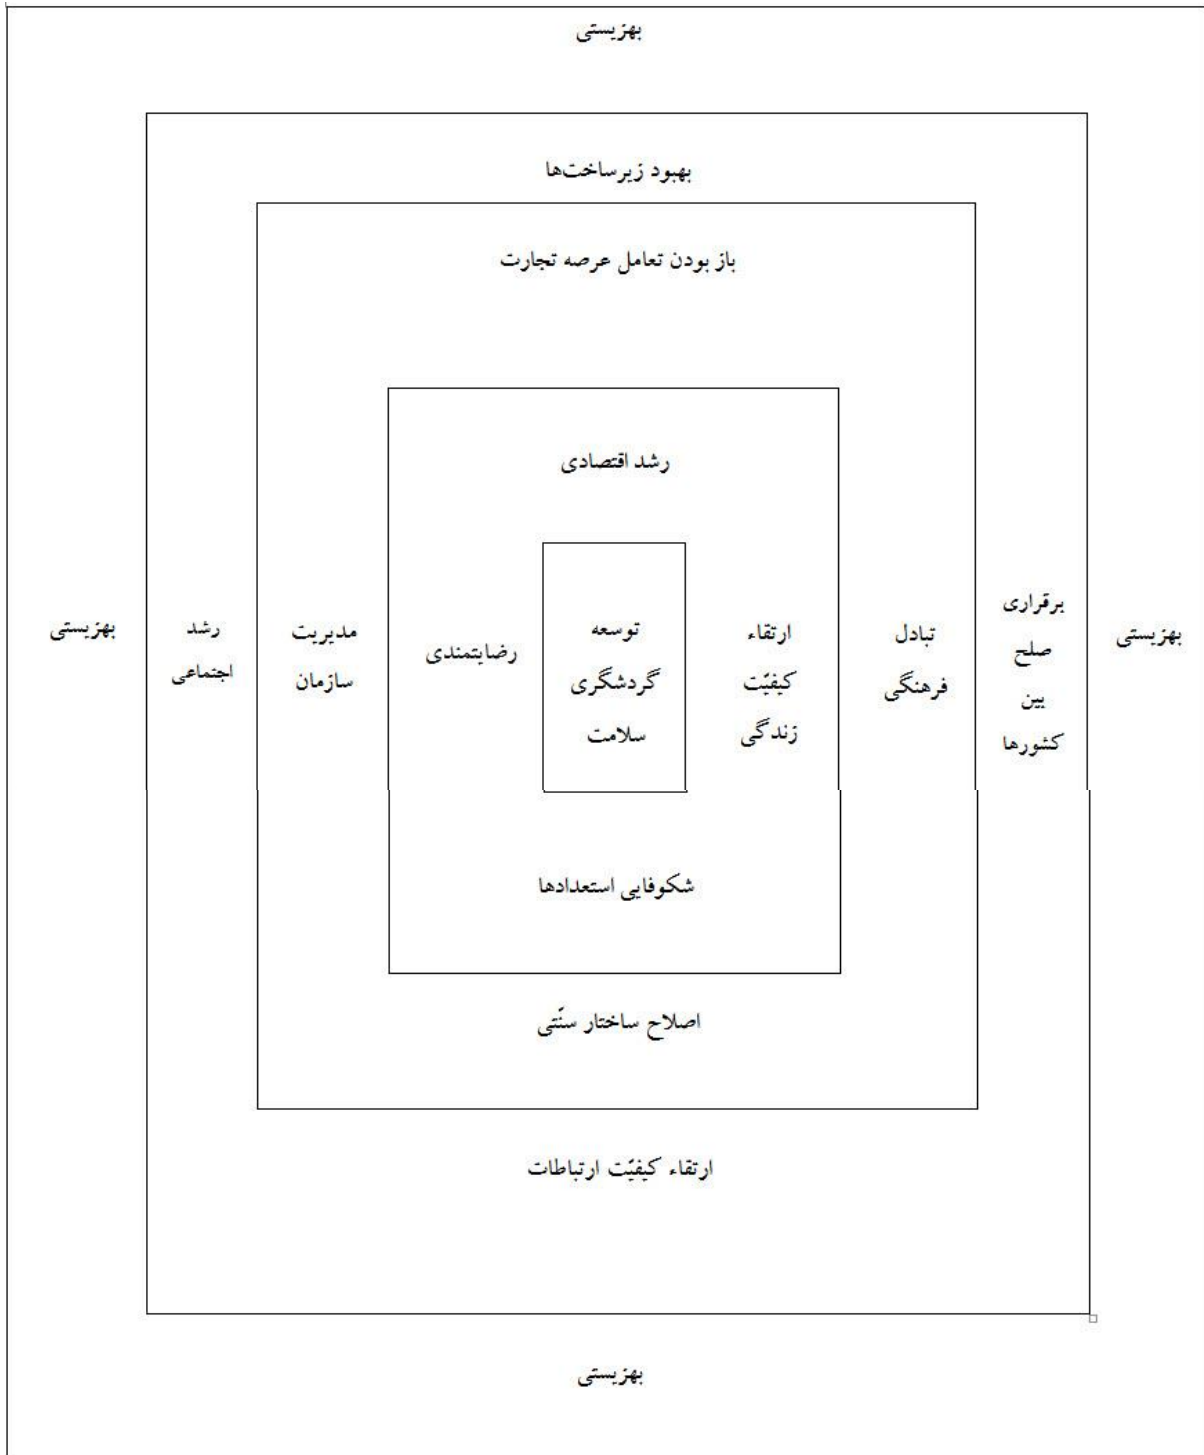 بهزیستی
بهبود زیرساخت‌ها
باز بودن تعامل عرصه تجارت
رشد اقتصادی
بهزیستی
برقراری
صلح
بین
کشورها
تبادل
فرهنگی
ارتقاء
کیفیّت
زندگی
توسعه
گردشگری
سلامت
رضایتمندی
مدیریت
سازمان
رشد
اجتماعی
بهزیستی
شکوفایی استعدادها
اصلاح ساختار سنّتی
ارتقاء کیفیّت ارتباطات
بهزیستی